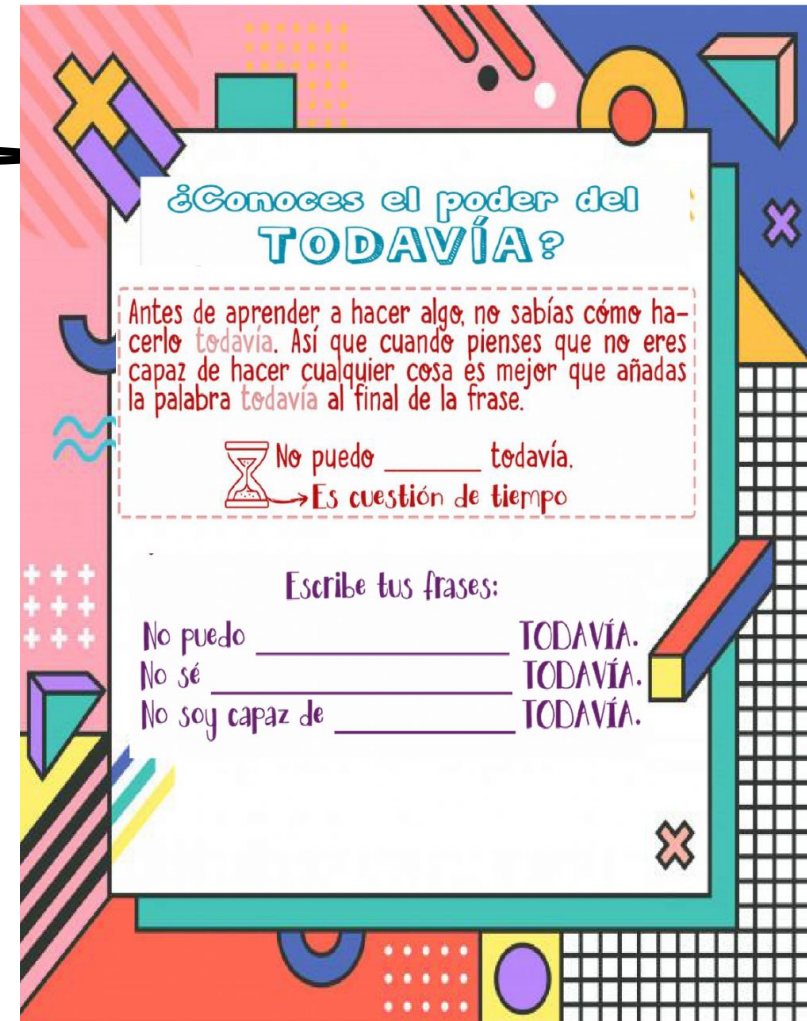 ¿Conoces el poder del
TODAVÍA?
Antes de aprender a hacer algo, no sabías cómo ha-
cerlo todavía. Así que cuando pienses que no eres
capaz de hacer cualquier cosa es mejor que añadas
la palabra todavía al final de la frase.
No puedo _______ todavía.
Es cuestión de tiempo
Escribe tus frases:
No puedo ____________________ TODAVÍA.
No sé ________________________ TODAVÍA.
No soy capaz de ______________ TODAVÍA.